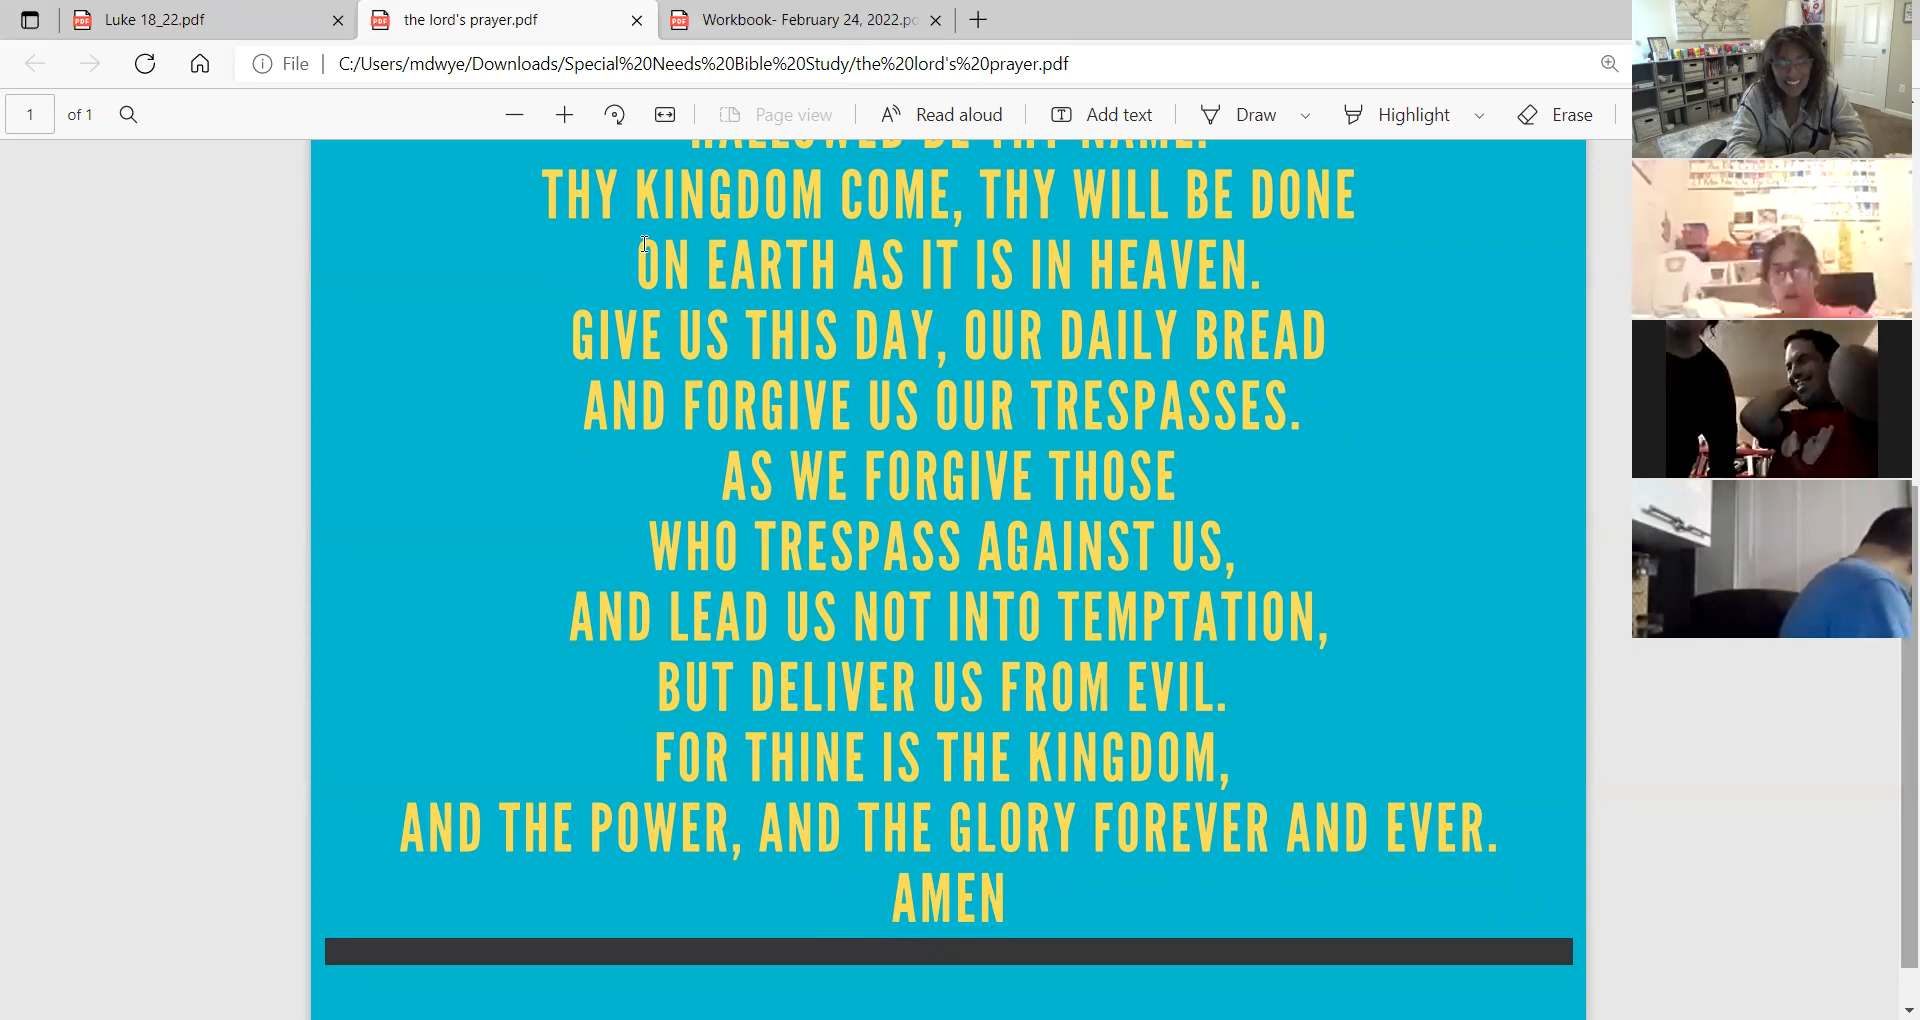 Luke 18_22.pdf
the lord's prayer.pdf
Workbook- February 24, 2022.p
File
C:/Users/mdwye/Downloads/Special%20Needs%20Bible%20Study/the%20lord's%20prayer.pdf
1 of 1
Page view
Read aloud
Add text
Draw
Highlight
Erase
HALLOWED BE THY NAME.
THY KINGDOM COME, THY WILL BE DONE
ON EARTH AS IT IS IN HEAVEN.
GIVE US THIS DAY, OUR DAILY BREAD
AND FORGIVE US OUR TRESPASSES.
AS WE FORGIVE THOSE
WHO TRESPASS AGAINST US,
AND LEAD US NOT INTO TEMPTATION,
BUT DELIVER US FROM EVIL.
FOR THINE IS THE KINGDOM,
AND THE POWER, AND THE GLORY FOREVER AND EVER.
AMEN